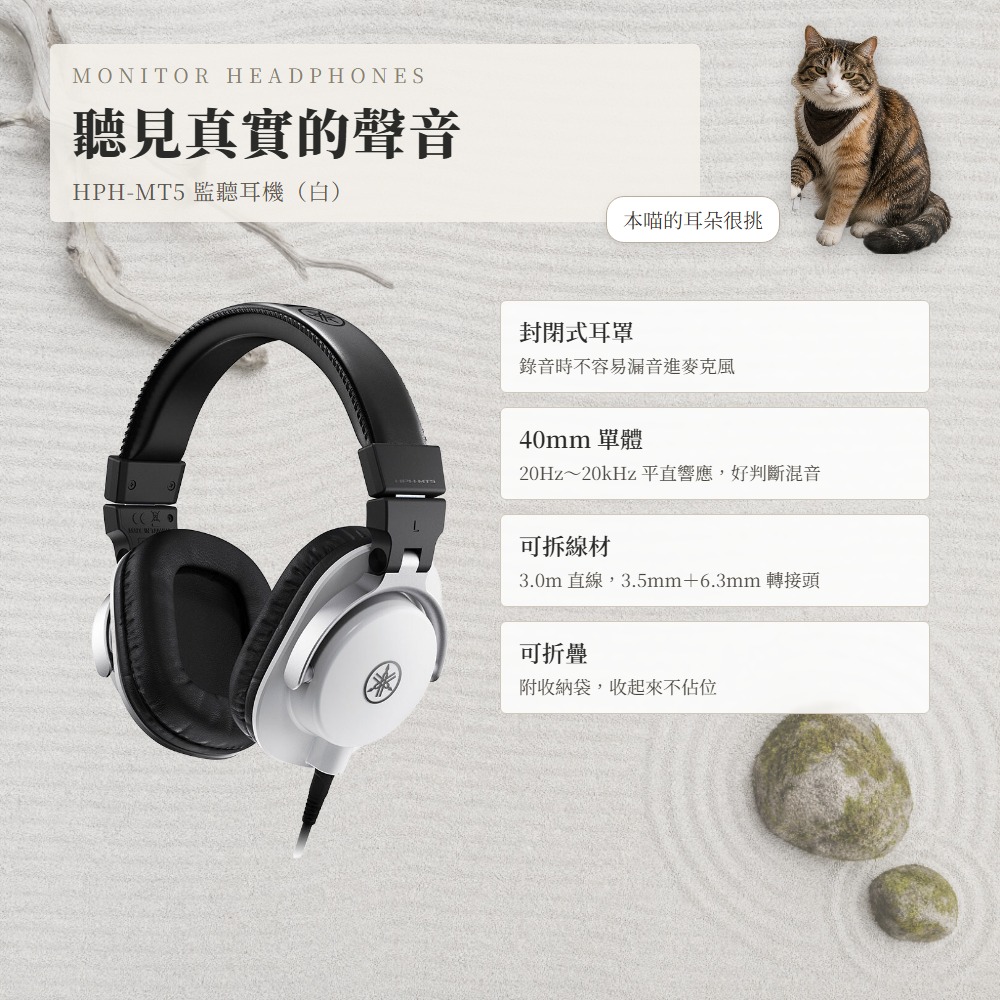 MONITOR HEADPHONES
聽見真實的聲音
HPH-MT5 監聽耳機（白）
本喵的耳朵很挑
封閉式耳罩
錄音時不容易漏音進麥克風
40mm 單體
20Hz～20kHz 平直響應，好判斷混音
可拆線材
3.0m 直線，3.5mm＋6.3mm 轉接頭
可折疊
附收納袋，收起來不佔位
HPH-MT5
L